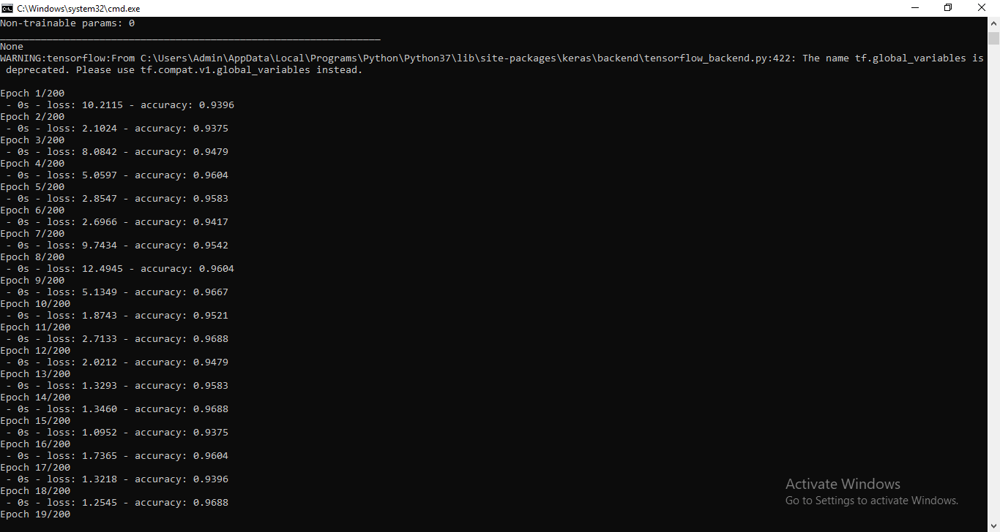 C:\Windows\system32\cmd.exe
Non-trainable params: 0
_________________________________________________________________
None
WARNING:tensorflow:From C:\Users\Admin\AppData\Local\Programs\Python\Python37\lib\site-packages\keras\backend\tensorflow_backend.py:422: The name tf.global_variables is
 deprecated. Please use tf.compat.v1.global_variables instead.
Epoch 1/200
 - 0s - loss: 10.2115 - accuracy: 0.9396
Epoch 2/200
 - 0s - loss: 2.1024 - accuracy: 0.9375
Epoch 3/200
 - 0s - loss: 8.0842 - accuracy: 0.9479
Epoch 4/200
 - 0s - loss: 5.0597 - accuracy: 0.9604
Epoch 5/200
 - 0s - loss: 2.8547 - accuracy: 0.9583
Epoch 6/200
 - 0s - loss: 2.6966 - accuracy: 0.9417
Epoch 7/200
 - 0s - loss: 9.7434 - accuracy: 0.9542
Epoch 8/200
 - 0s - loss: 12.4945 - accuracy: 0.9604
Epoch 9/200
 - 0s - loss: 5.1349 - accuracy: 0.9667
Epoch 10/200
 - 0s - loss: 1.8743 - accuracy: 0.9521
Epoch 11/200
 - 0s - loss: 2.7133 - accuracy: 0.9688
Epoch 12/200
 - 0s - loss: 2.0212 - accuracy: 0.9479
Epoch 13/200
 - 0s - loss: 1.3293 - accuracy: 0.9583
Epoch 14/200
 - 0s - loss: 1.3460 - accuracy: 0.9688
Epoch 15/200
 - 0s - loss: 1.0952 - accuracy: 0.9375
Epoch 16/200
 - 0s - loss: 1.7365 - accuracy: 0.9604
Epoch 17/200
 - 0s - loss: 1.3218 - accuracy: 0.9396
Epoch 18/200
 - 0s - loss: 1.2545 - accuracy: 0.9688
Epoch 19/200
Activate Windows
Go to Settings to activate Windows.